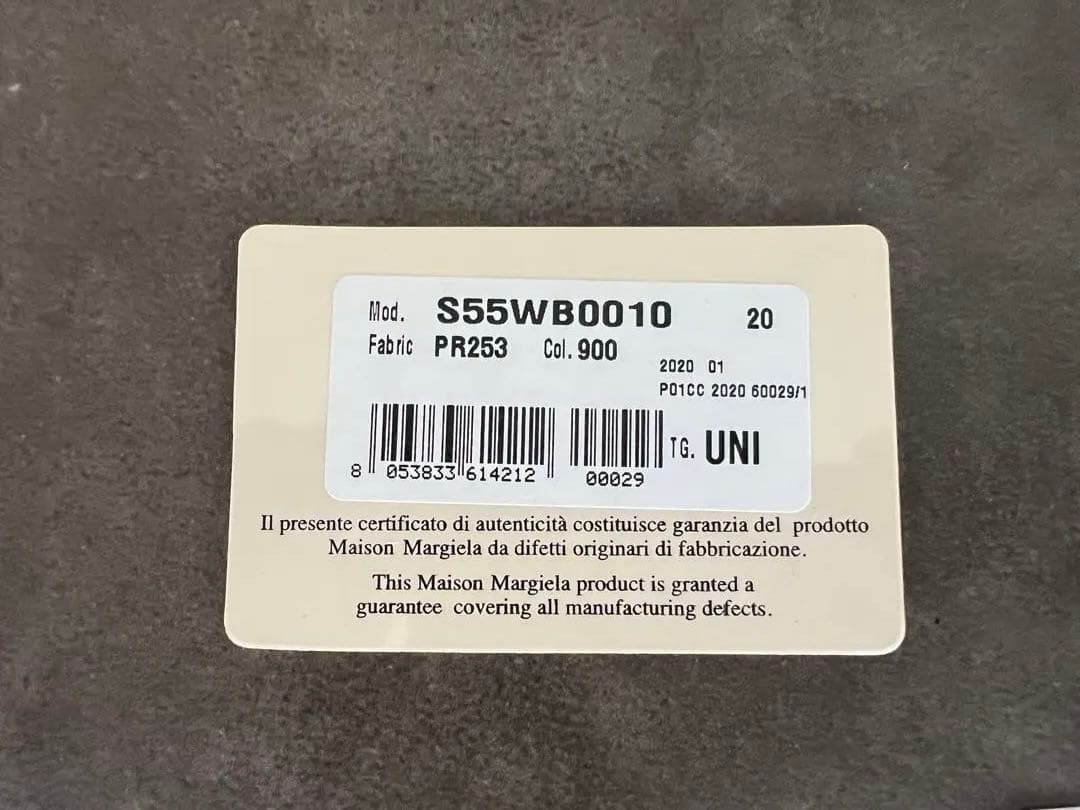 Mod. S55WB0010 20
Fabric PR253 Col. 900
2020 01
P01CC 2020 60029/1
TG. UNI
8 053833 614212 00029
Il presente certificato di autenticità costituisce garanzia del prodotto
Maison Margiela da difetti originari di fabbricazione.
This Maison Margiela product is granted a
guarantee covering all manufacturing defects.